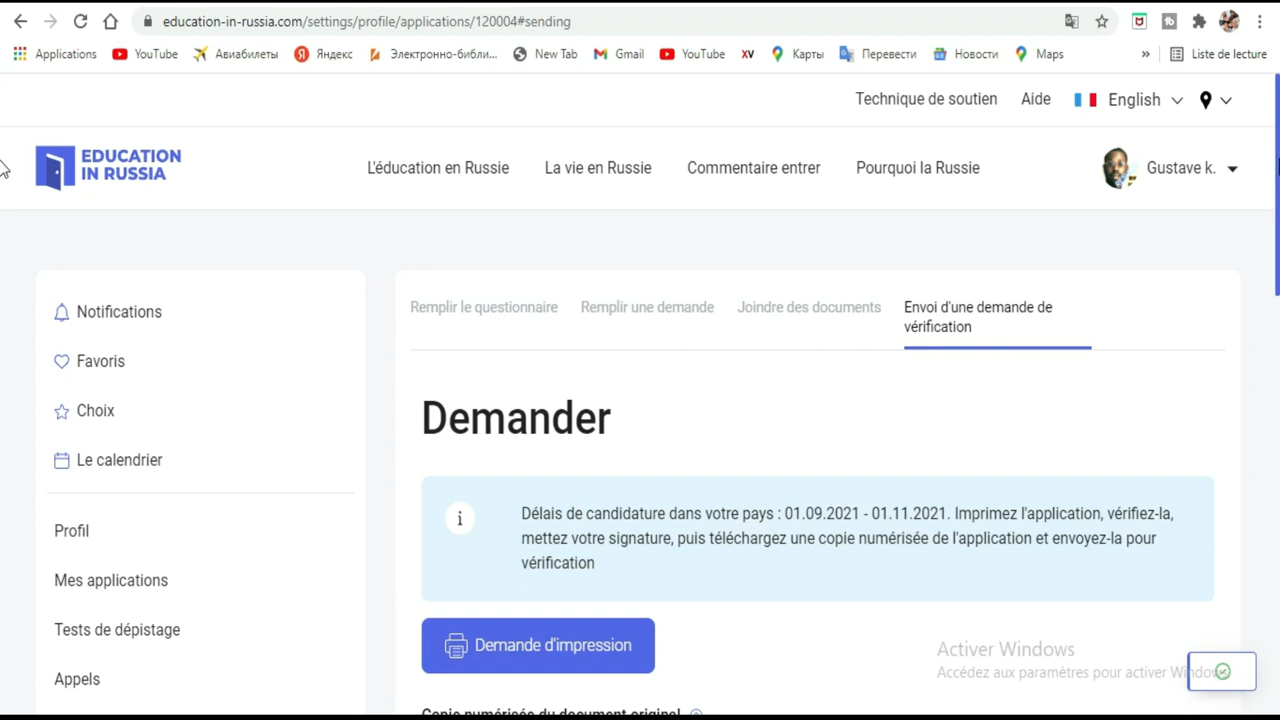 education-in-russia.com/settings/profile/applications/120004#sending
Applications YouTube Авиабилеты Яндекс Электронно-библи... New Tab Gmail YouTube XV Карты Перевести Новости Maps » Liste de lecture
Technique de soutien Aide English
EDUCATION
IN RUSSIA
L'éducation en Russie La vie en Russie Commentaire entrer Pourquoi la Russie Gustave k.
Notifications
Favoris
Choix
Le calendrier
Profil
Mes applications
Tests de dépistage
Appels
Remplir le questionnaire Remplir une demande Joindre des documents Envoi d'une demande de
vérification
Demander
Délais de candidature dans votre pays : 01.09.2021 - 01.11.2021. Imprimez l'application, vérifiez-la,
mettez votre signature, puis téléchargez une copie numérisée de l'application et envoyez-la pour
vérification
Demande d'impression
Activer Windows
Accédez aux paramètres pour activer Windows
Copie numérisée du document original